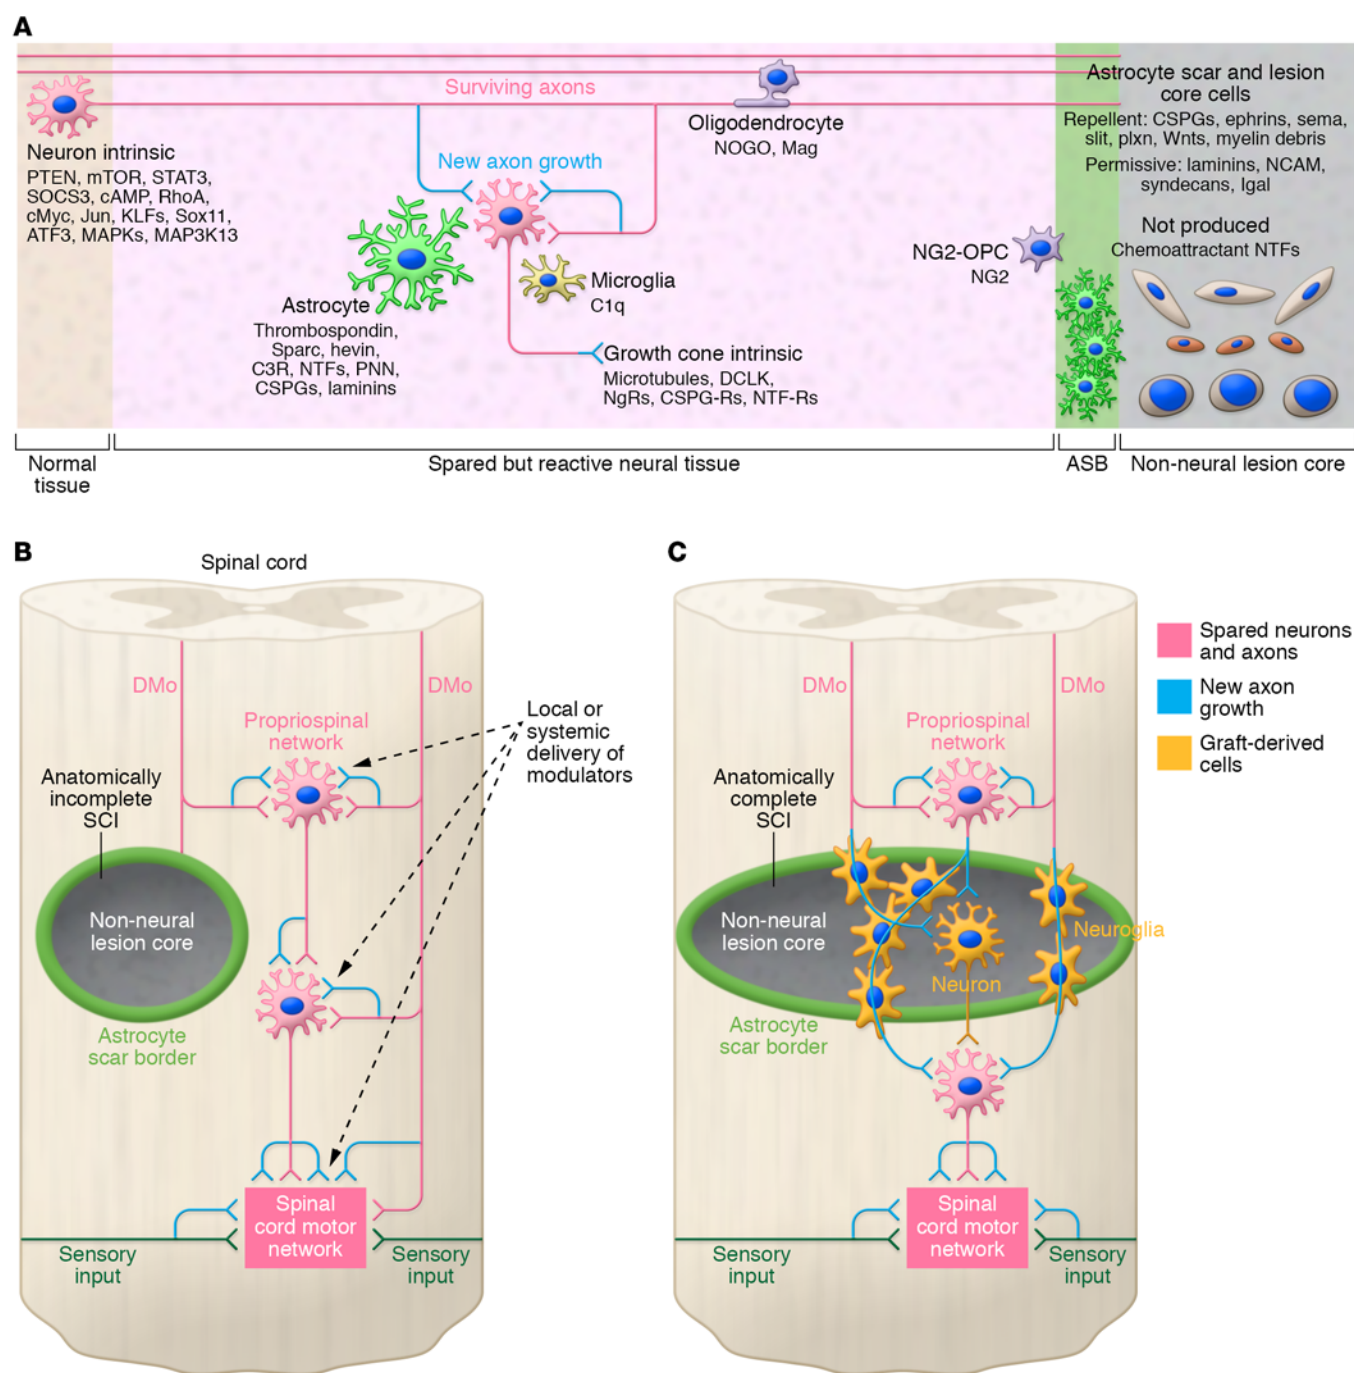 A
Surviving axons
Neuron intrinsic
PTEN, mTOR, STAT3,
SOCS3, cAMP, RhoA,
cMyc, Jun, KLFs, Sox11,
ATF3, MAPKs, MAP3K13
New axon growth
Oligodendrocyte
NOGO, Mag
Astrocyte
Thrombospondin,
Sparc, hevin,
C3R, NTFs, PNN,
CSPGs, laminins
Microglia
C1q
Growth cone intrinsic
Microtubules, DCLK,
NgRs, CSPG-Rs, NTF-Rs
NG2-OPC
NG2
Astrocyte scar and lesion
core cells
Repellent: CSPGs, ephrins, sema,
slit, plxn, Wnts, myelin debris
Permissive: laminins, NCAM,
syndecans, Igal
Not produced
Chemoattractant NTFs
Normal
tissue
Spared but reactive neural tissue
ASB
Non-neural lesion core
B
Spinal cord
DMo
DMo
Propriospinal
network
Local or
systemic
delivery of
modulators
Anatomically
incomplete
SCI
Non-neural
lesion core
Astrocyte
scar border
Spinal
cord motor
network
Sensory
input
Sensory
input
C
DMo
DMo
Propriospinal
network
Anatomically
complete
SCI
Non-neural
lesion core
Neuroglia
Neuron
Astrocyte
scar border
Spinal
cord motor
network
Sensory
input
Sensory
input
Spared neurons
and axons
New axon
growth
Graft-derived
cells